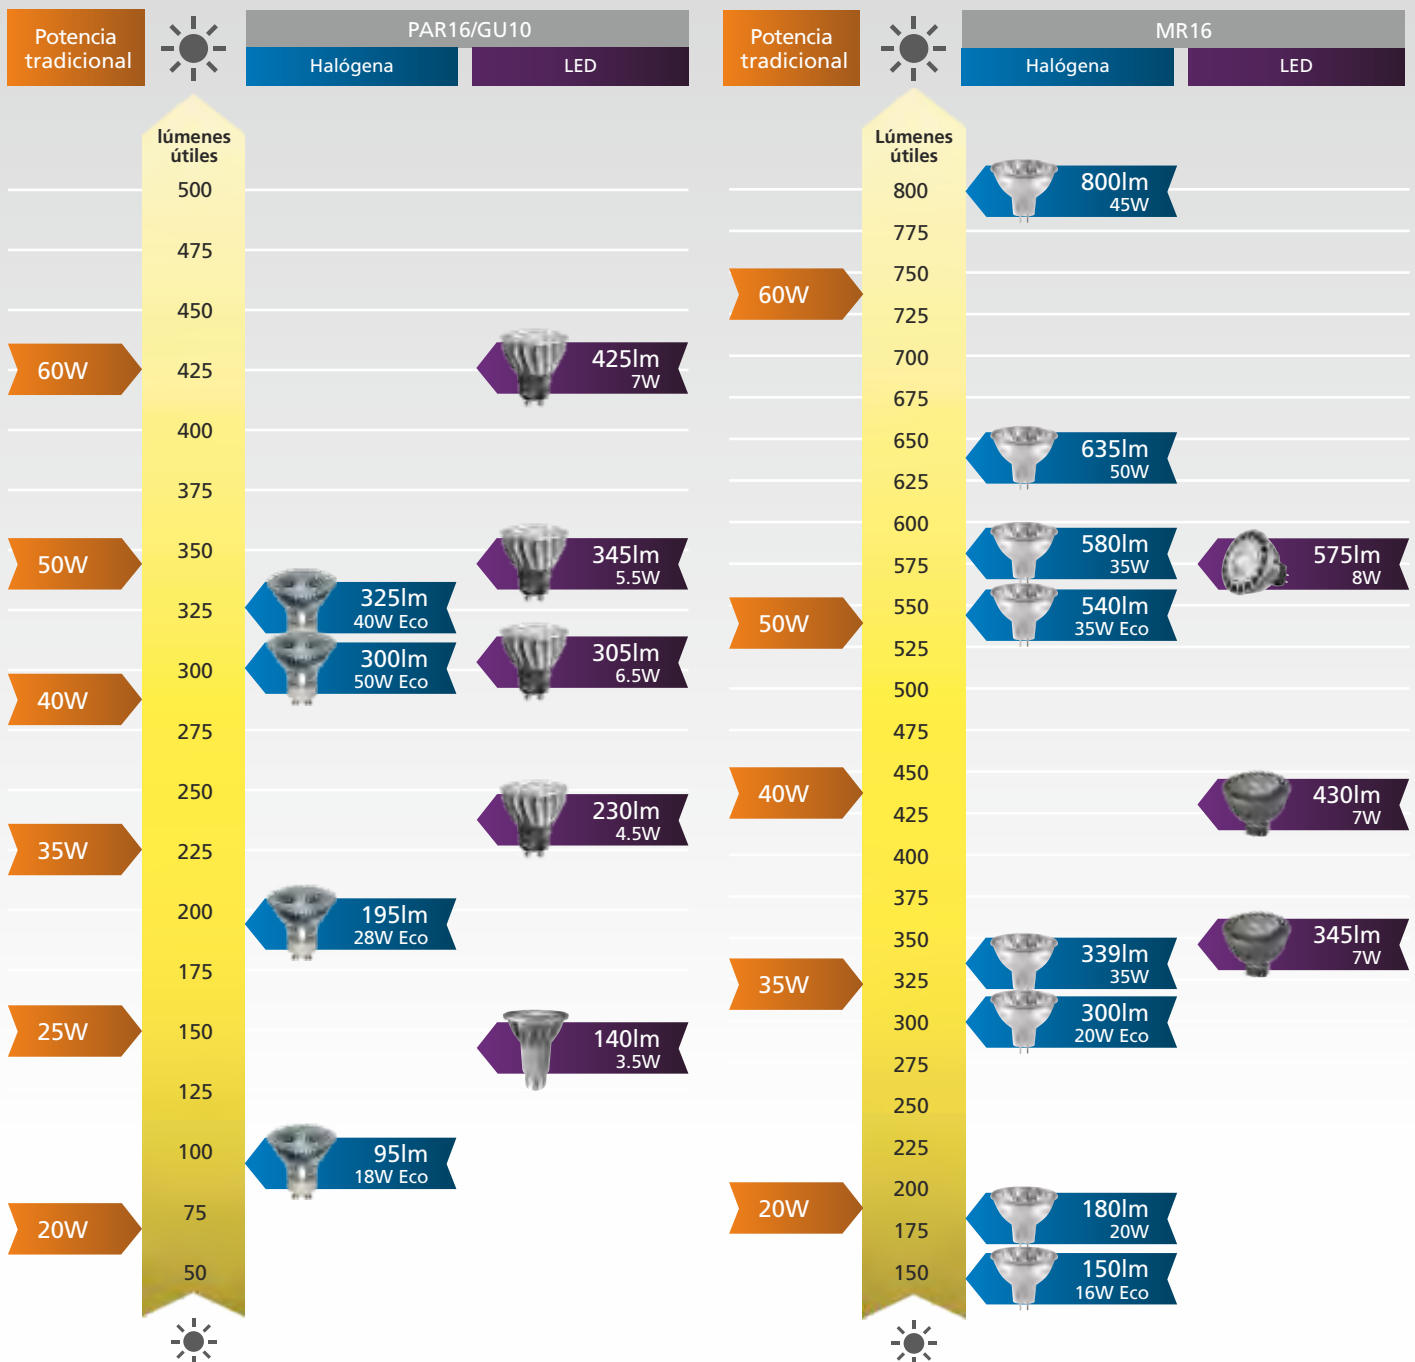 Potencia
tradicional
PAR16/GU10
Halógena
LED
lúmenes
útiles
500
475
450
60W
425
425lm
7W
400
375
50W
350
345lm
5.5W
325
325lm
40W Eco
300
300lm
50W Eco
305lm
6.5W
40W
275
250
230lm
4.5W
35W
225
200
195lm
28W Eco
175
25W
150
140lm
3.5W
125
100
95lm
18W Eco
20W
75
50
Potencia
tradicional
MR16
Halógena
LED
Lúmenes
útiles
800
800lm
45W
775
750
60W
725
700
675
650
635lm
50W
625
600
580lm
35W
575
575lm
8W
550
540lm
35W Eco
50W
525
500
475
450
40W
430lm
7W
425
400
375
350
345lm
7W
339lm
35W
35W
325
300
300lm
20W Eco
275
250
225
200
20W
180lm
20W
175
150
150lm
16W Eco